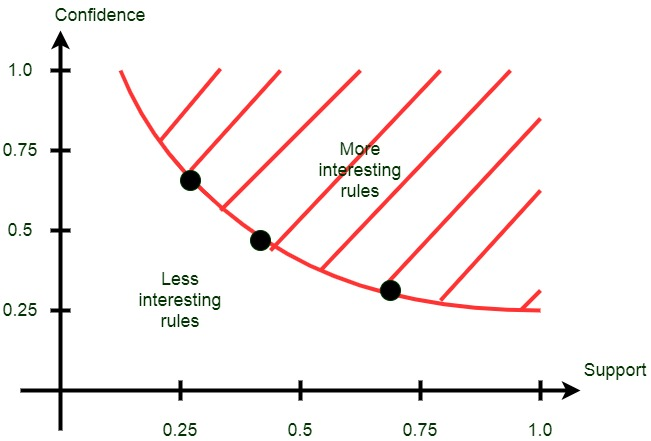 Confidence
1.0
0.75
More
interesting
rules
0.5
Less
interesting
rules
0.25
Support
0.25
0.5
0.75
1.0